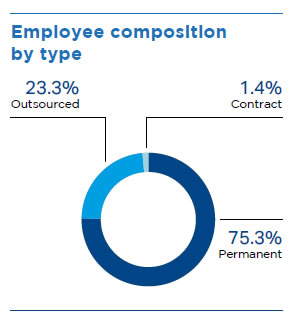 Employee composition
by type
23.3%
Outsourced
1.4%
Contract
75.3%
Permanent